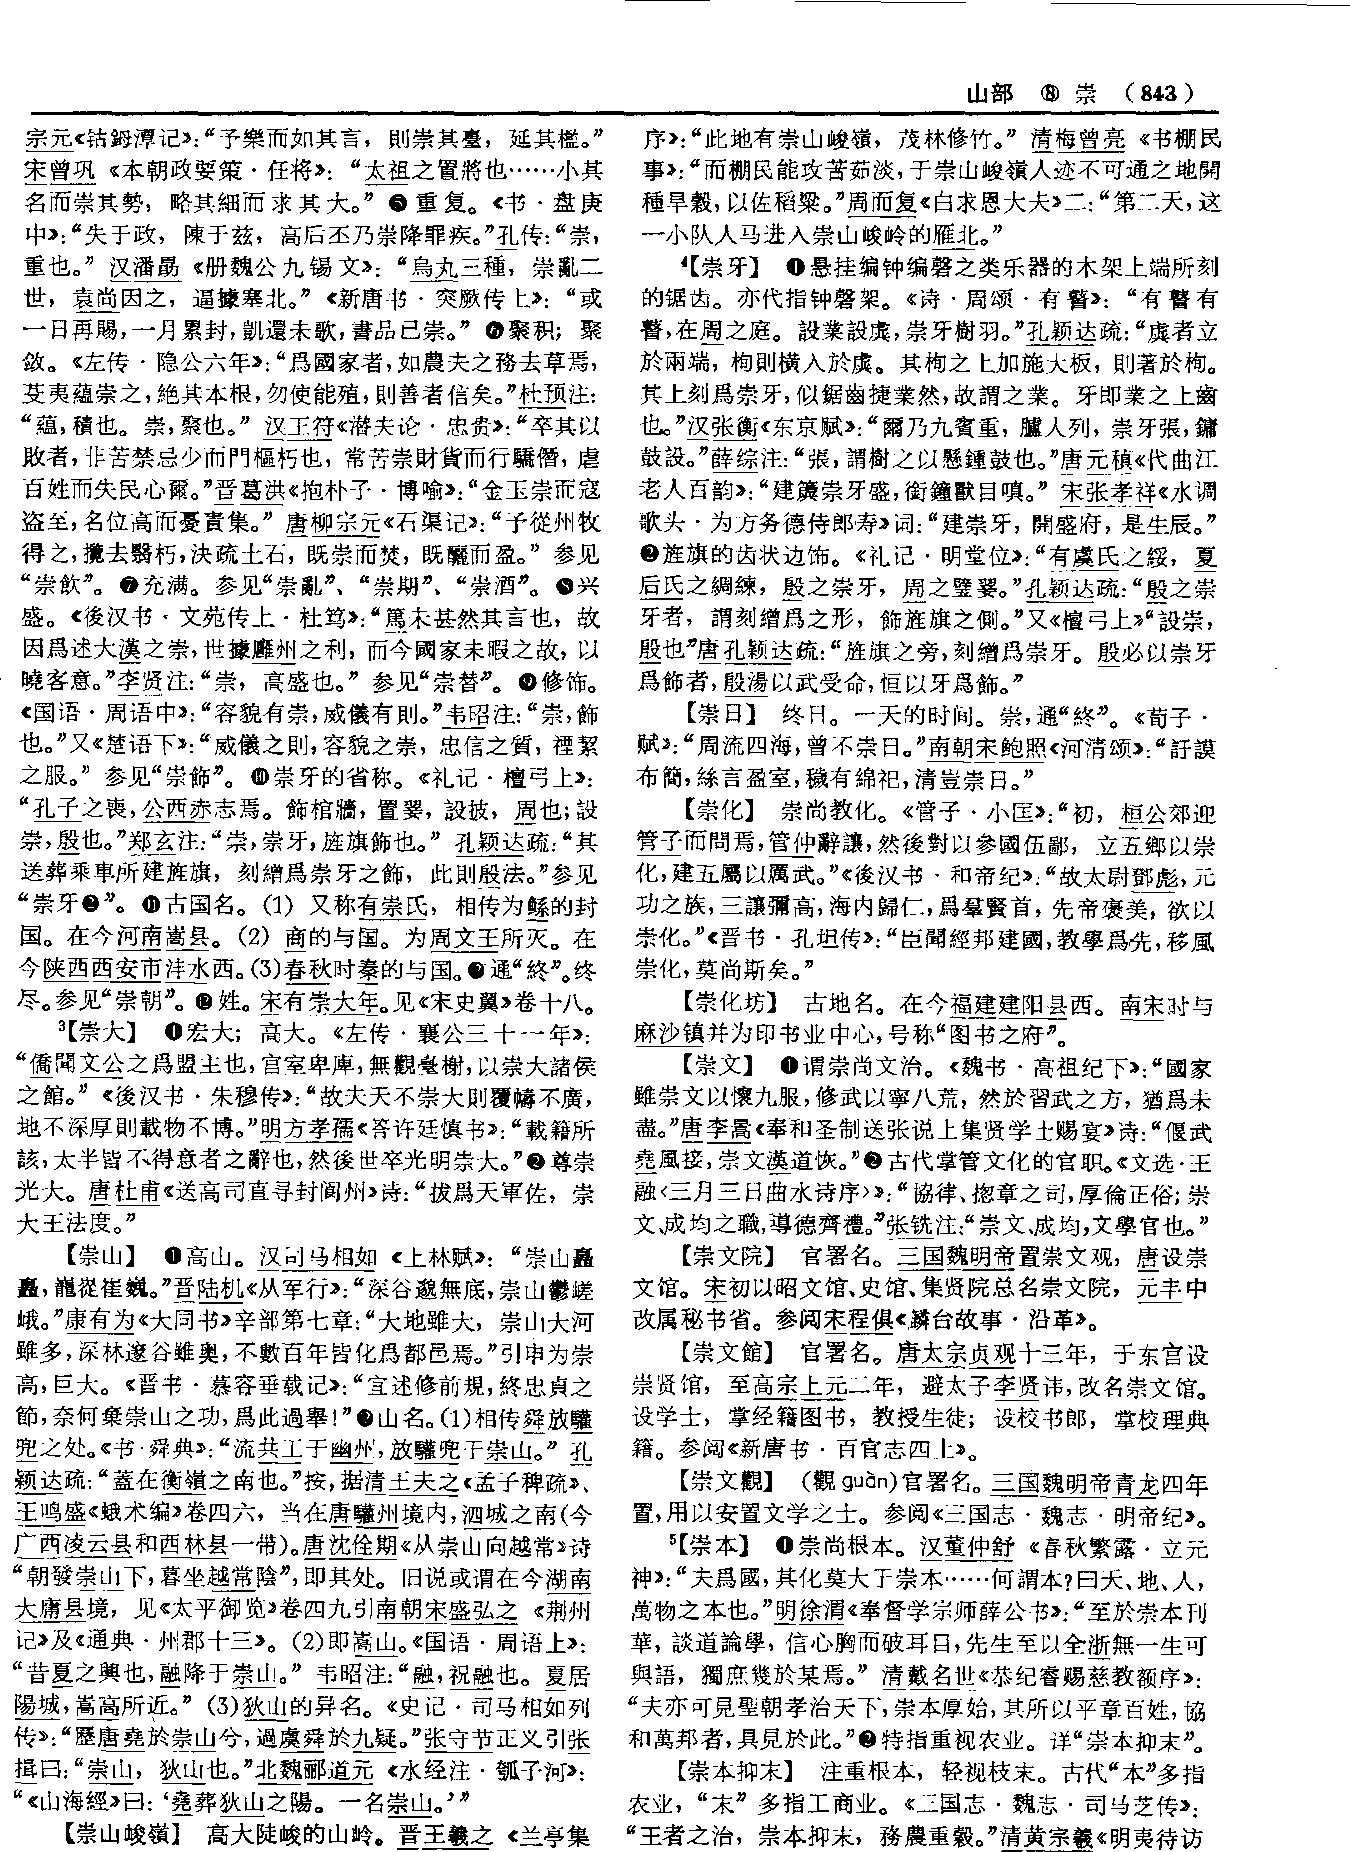 山部 ⑧ 崇 （843）
宗元《钴鉧潭记》：“予樂而如其言，則崇其臺，延其檻。”
宋曾巩《本朝政要策·任将》：“太祖之置將也……小其
名而崇其勢，略其細而求其大。”❺重复。《书·盘庚
中》：“失于政，陳于兹，高后丕乃崇降罪疾。”孔传：“崇，
重也。”汉潘勗《册魏公九锡文》：“烏丸三種，崇亂二
世，袁尚因之，逼據塞北。”《新唐书·突厥传上》：“或
一日再賜，一月累封，凱還未歌，書品已崇。”❻聚积；聚
敛。《左传·隐公六年》：“爲國家者，如農夫之務去草焉，
芟夷藴崇之，絶其本根，勿使能殖，則善者信矣。”杜预注：
“藴，積也。崇，聚也。”汉王符《潜夫论·忠贵》：“卒其以
敗者，非苦禁忌少而門樞朽也，常苦崇財貨而行驕僭，虐
百姓而失民心爾。”晋葛洪《抱朴子·博喻》：“金玉崇而寇
盗至，名位高而憂責集。”唐柳宗元《石渠记》：“予從州牧
得之，攬去翳朽，决疏土石，既崇而焚，既釃而盈。”参见
“崇飲”。❼充满。参见“崇亂”、“崇期”、“崇酒”。❽兴
盛。《後汉书·文苑传上·杜笃》：“篤未甚然其言也，故
因爲述大漢之崇，世據廱州之利，而今國家未暇之故，以
曉客意。”李贤注：“崇，高盛也。”参见“崇替”。❾修饰。
《国语·周语中》：“容貌有崇，威儀有則。”韦昭注：“崇，飾
也。”又《楚语下》：“威儀之則，容貌之崇，忠信之質，禋絜
之服。”参见“崇飾”。❿崇牙的省称。《礼记·檀弓上》：
“孔子之喪，公西赤志焉。飾棺牆，置翣，設披，周也；設
崇，殷也。”郑玄注：“崇，崇牙，旌旗飾也。”孔颖达疏：“其
送葬乘車所建旌旗，刻繒爲崇牙之飾，此則殷法。”参见
“崇牙❷”。⓫古国名。(1) 又称有崇氏，相传为鲧的封
国。在今河南嵩县。(2) 商的与国。为周文王所灭。在
今陕西西安市沣水西。(3)春秋时秦的与国。⓬通“終”。终
尽。参见“崇朝”。⓭姓。宋有崇大年。见《宋史翼》卷十八。
³【崇大】 ❶宏大；高大。《左传·襄公三十一年》：
“僑聞文公之爲盟主也，宫室卑庳，無觀臺榭，以崇大諸侯
之館。”《後汉书·朱穆传》：“故夫天不崇大則覆幬不廣，
地不深厚則載物不博。”明方孝孺《答许廷慎书》：“載籍所
該，太半皆不得意者之辭也，然後世卒光明崇大。”❷尊崇
光大。唐杜甫《送高司直寻封阆州》诗：“拔爲天軍佐，崇
大王法度。”
【崇山】 ❶高山。汉司马相如《上林赋》：“崇山矗
矗，巃嵸崔巍。”晋陆机《从军行》：“深谷邈無底，崇山鬱嵯
峨。”康有为《大同书》辛部第七章：“大地雖大，崇山大河
雖多，深林邃谷雖奥，不數百年皆化爲都邑焉。”引申为崇
高，巨大。《晋书·慕容垂载记》：“宜述修前規，終忠貞之
節，奈何棄崇山之功，爲此過舉！”❷山名。(1)相传舜放驩
兜之处。《书·舜典》：“流共工于幽州，放驩兜于崇山。”孔
颖达疏：“蓋在衡嶺之南也。”按，据清王夫之《孟子稗疏》、
王鸣盛《蛾术编》卷四六，当在唐驩州境内，泗城之南(今
广西凌云县和西林县一带)。唐沈佺期《从崇山向越常》诗
“朝發崇山下，暮坐越常陰”，即其处。旧说或谓在今湖南
大庸县境，见《太平御览》卷四九引南朝宋盛弘之《荆州
记》及《通典·州郡十三》。(2)即嵩山。《国语·周语上》：
“昔夏之興也，融降于崇山。”韦昭注：“融，祝融也。夏居
陽城，嵩高所近。”(3)狄山的异名。《史记·司马相如列
传》：“歷唐堯於崇山兮，過虞舜於九疑。”张守节正义引张
揖曰：“崇山，狄山也。”北魏郦道元《水经注·瓠子河》：
“《山海經》曰：‘堯葬狄山之陽。一名崇山。’”
【崇山峻嶺】 高大陡峻的山岭。晋王羲之《兰亭集
序》：“此地有崇山峻嶺，茂林修竹。”清梅曾亮《书棚民
事》：“而棚民能攻苦茹淡，于崇山峻嶺人迹不可通之地開
種旱穀，以佐稻粱。”周而复《白求恩大夫》二：“第二天，这
一小队人马进入崇山峻岭的雁北。”
⁴【崇牙】 ❶悬挂编钟编磬之类乐器的木架上端所刻
的锯齿。亦代指钟磬架。《诗·周颂·有瞽》：“有瞽有
瞽，在周之庭。設業設虡，崇牙樹羽。”孔颖达疏：“虡者立
於兩端，栒則横入於虡。其栒之上加施大板，則著於栒。
其上刻爲崇牙，似鋸齒捷業然，故謂之業。牙即業之上齒
也。”汉张衡《东京赋》：“爾乃九賓重，臚人列，崇牙張，鏞
鼓設。”薛综注：“張，謂樹之以懸鍾鼓也。”唐元稹《代曲江
老人百韵》：“建簴崇牙盛，銜鐘獸目嗔。”宋张孝祥《水调
歌头·为方务德侍郎寿》词：“建崇牙，開盛府，是生辰。”
❷旌旗的齿状边饰。《礼记·明堂位》：“有虞氏之綏，夏
后氏之綢練，殷之崇牙，周之璧翣。”孔颖达疏：“殷之崇
牙者，謂刻繒爲之形，飾旌旗之側。”又《檀弓上》“設崇，
殷也”唐孔颖达疏：“旌旗之旁，刻繒爲崇牙。殷必以崇牙
爲飾者，殷湯以武受命，恒以牙爲飾。”
【崇日】 终日。一天的时间。崇，通“終”。《荀子·
赋》：“周流四海，曾不崇日。”南朝宋鲍照《河清颂》：“訏謨
布簡，絲言盈室，穢有綿祀，清豈崇日。”
【崇化】 崇尚教化。《管子·小匡》：“初，桓公郊迎
管子而問焉，管仲辭讓，然後對以參國伍鄙，立五鄉以崇
化，建五屬以厲武。”《後汉书·和帝纪》：“故太尉鄧彪，元
功之族，三讓彌高，海内歸仁，爲羣賢首，先帝褒美，欲以
崇化。”《晋书·孔坦传》：“臣聞經邦建國，教學爲先，移風
崇化，莫尚斯矣。”
【崇化坊】 古地名。在今福建建阳县西。南宋时与
麻沙镇并为印书业中心，号称“图书之府”。
【崇文】 ❶谓崇尚文治。《魏书·高祖纪下》：“國家
雖崇文以懷九服，修武以寧八荒，然於習武之方，猶爲未
盡。”唐李暠《奉和圣制送张说上集贤学士赐宴》诗：“偃武
堯風接，崇文漢道恢。”❷古代掌管文化的官职。《文选·王
融〈三月三日曲水诗序〉》：“協律、揔章之司，厚倫正俗；崇
文、成均之職，導德齊禮。”张铣注：“崇文、成均，文學官也。”
【崇文院】 官署名。三国魏明帝置崇文观，唐设崇
文馆。宋初以昭文馆、史馆、集贤院总名崇文院，元丰中
改属秘书省。参阅宋程俱《麟台故事·沿革》。
【崇文館】 官署名。唐太宗贞观十三年，于东宫设
崇贤馆，至高宗上元二年，避太子李贤讳，改名崇文馆。
设学士，掌经籍图书，教授生徒；设校书郎，掌校理典
籍。参阅《新唐书·百官志四上》。
【崇文觀】 (觀 guàn)官署名。三国魏明帝青龙四年
置，用以安置文学之士。参阅《三国志·魏志·明帝纪》。
⁵【崇本】 ❶崇尚根本。汉董仲舒《春秋繁露·立元
神》：“夫爲國，其化莫大于崇本……何謂本？曰天、地、人，
萬物之本也。”明徐渭《奉督学宗师薛公书》：“至於崇本刊
華，談道論學，信心胸而破耳目，先生至以全浙無一生可
與語，獨庶幾於某焉。”清戴名世《恭纪睿赐慈教额序》：
“夫亦可見聖朝孝治天下，崇本厚始，其所以平章百姓，協
和萬邦者，具見於此。”❷特指重视农业。详“崇本抑末”。
【崇本抑末】 注重根本，轻视枝末。古代“本”多指
农业，“末”多指工商业。《三国志·魏志·司马芝传》：
“王者之治，崇本抑末，務農重穀。”清黄宗羲《明夷待访